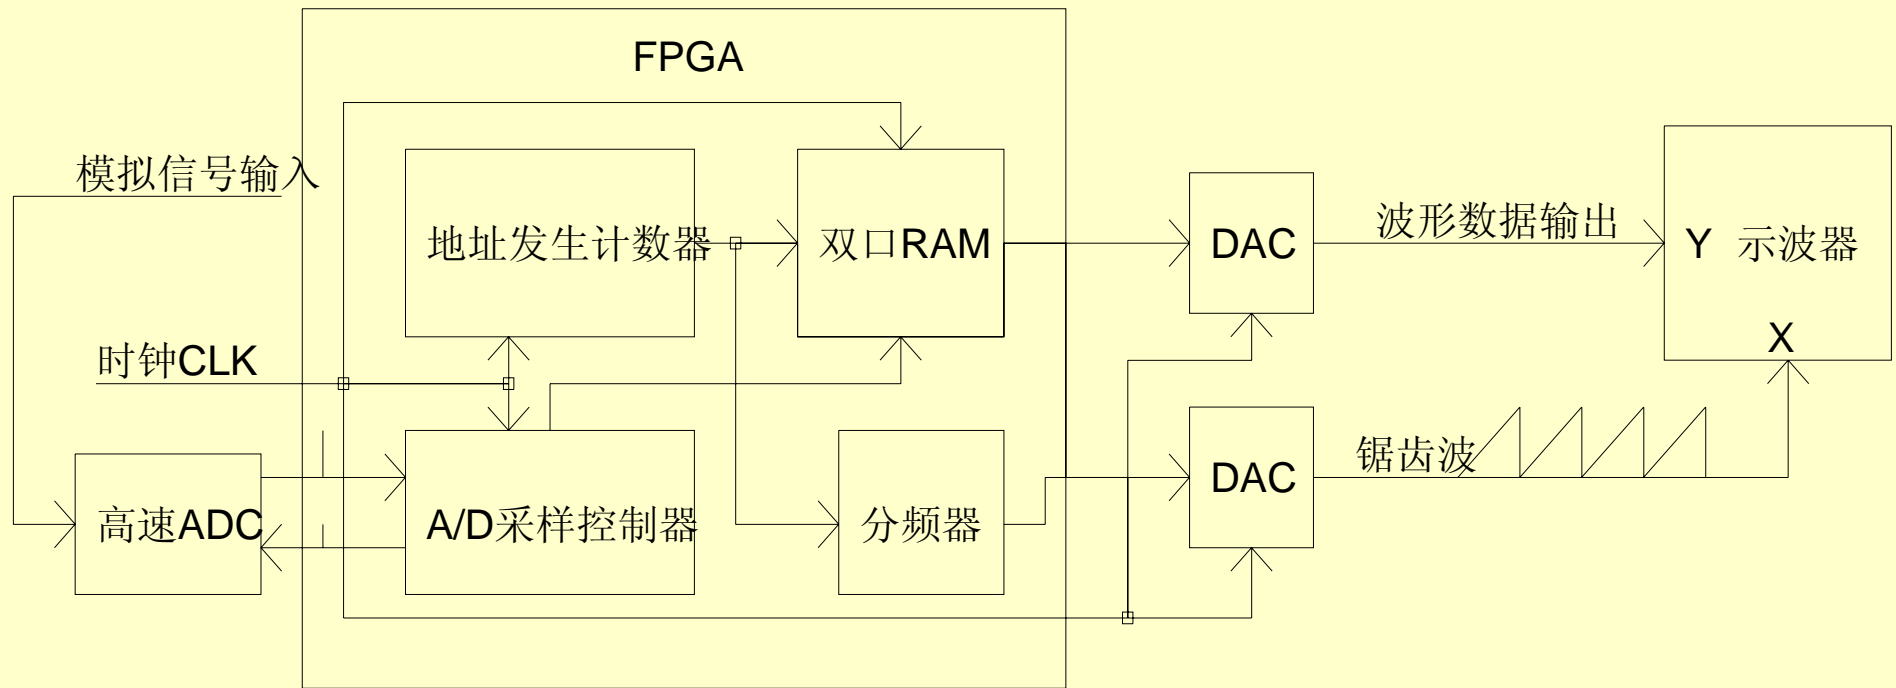 FPGA
模拟信号输入
地址发生计数器
双口RAM
DAC
波形数据输出
Y 示波器
X
时钟CLK
高速ADC
A/D采样控制器
分频器
DAC
锯齿波